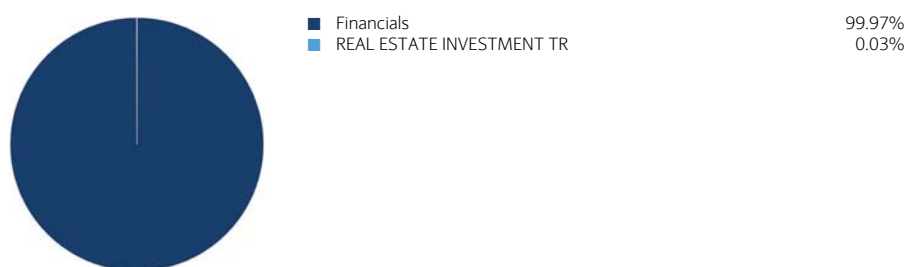 Financials 99.97%
REAL ESTATE INVESTMENT TR 0.03%